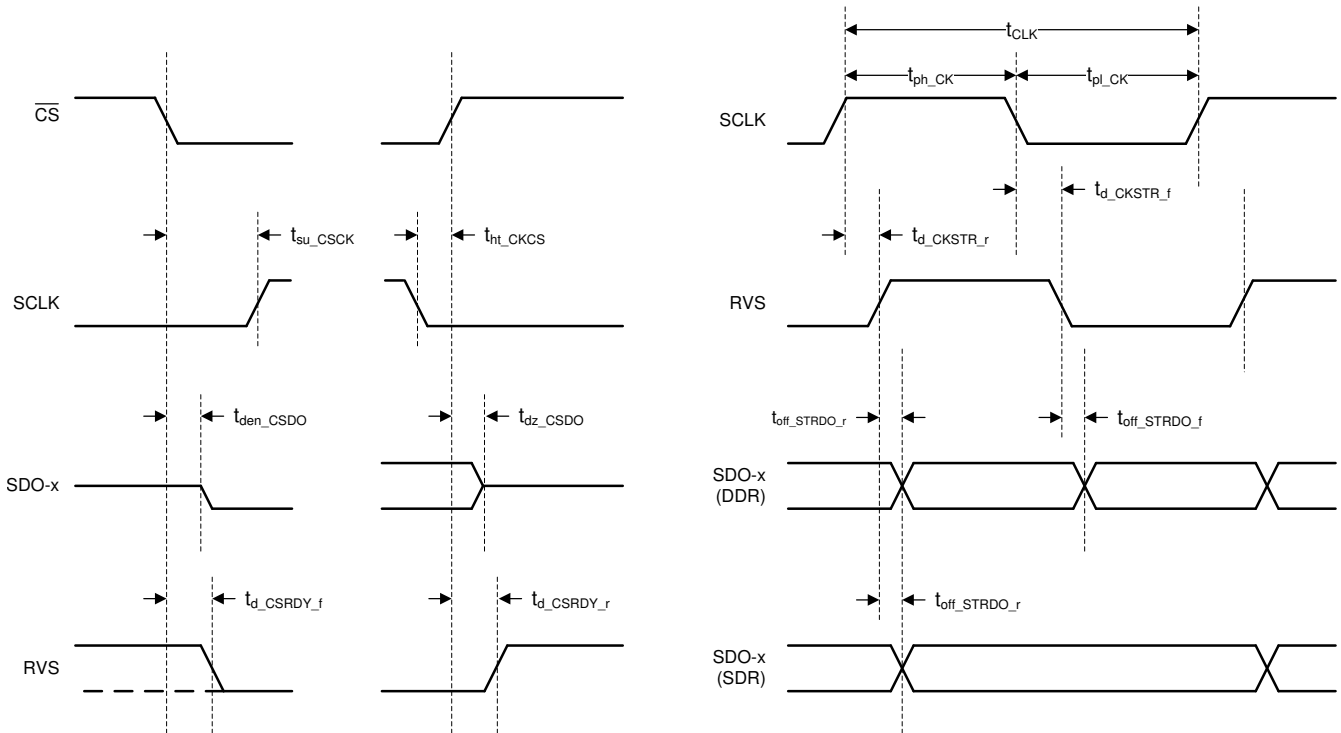 CS
t_su_CSCK
t_ht_CKCS
SCLK
t_den_CSDO
t_dz_CSDO
SDO-x
t_d_CSRDY_f
t_d_CSRDY_r
RVS
t_CLK
t_ph_CK
t_pl_CK
SCLK
t_d_CKSTR_f
t_d_CKSTR_r
RVS
t_off_STRDO_r
t_off_STRDO_f
SDO-x
(DDR)
t_off_STRDO_r
SDO-x
(SDR)